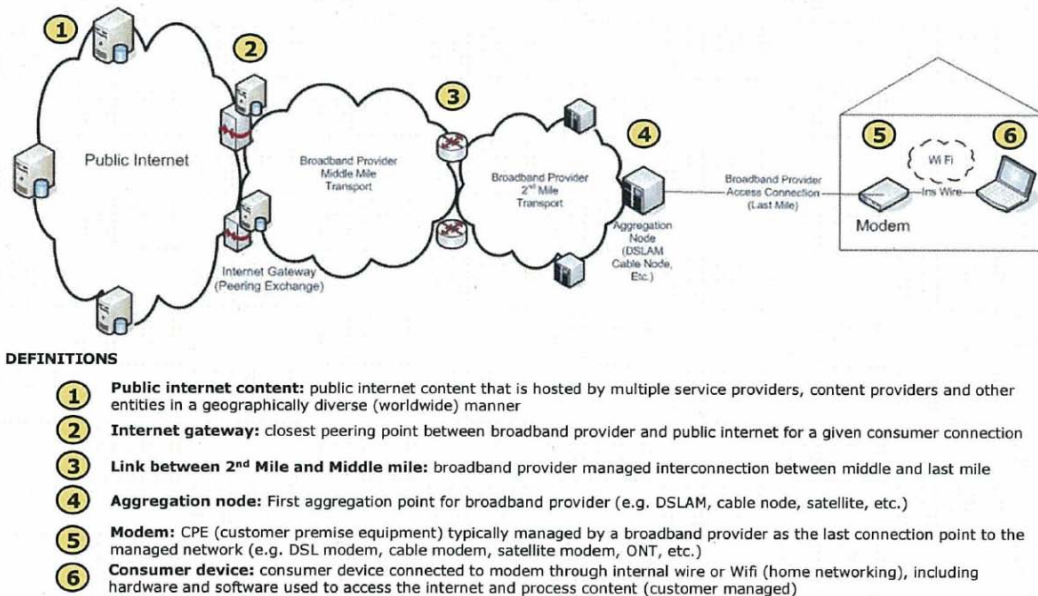 1
2
3
4
5
6
Public Internet
Broadband Provider
Middle Mile
Transport
Broadband Provider
2nd Mile
Transport
Broadband Provider
Access Connection
(Last Mile)
Wi Fi
Ins Wire
Modem
Aggregation
Node
(DSLAM
Cable Node,
Etc.)
Internet Gateway
(Peering Exchange)
DEFINITIONS
1 Public internet content: public internet content that is hosted by multiple service providers, content providers and other
entities in a geographically diverse (worldwide) manner
2 Internet gateway: closest peering point between broadband provider and public internet for a given consumer connection
3 Link between 2nd Mile and Middle mile: broadband provider managed interconnection between middle and last mile
4 Aggregation node: First aggregation point for broadband provider (e.g. DSLAM, cable node, satellite, etc.)
5 Modem: CPE (customer premise equipment) typically managed by a broadband provider as the last connection point to the
managed network (e.g. DSL modem, cable modem, satellite modem, ONT, etc.)
6 Consumer device: consumer device connected to modem through internal wire or Wifi (home networking), including
hardware and software used to access the internet and process content (customer managed)